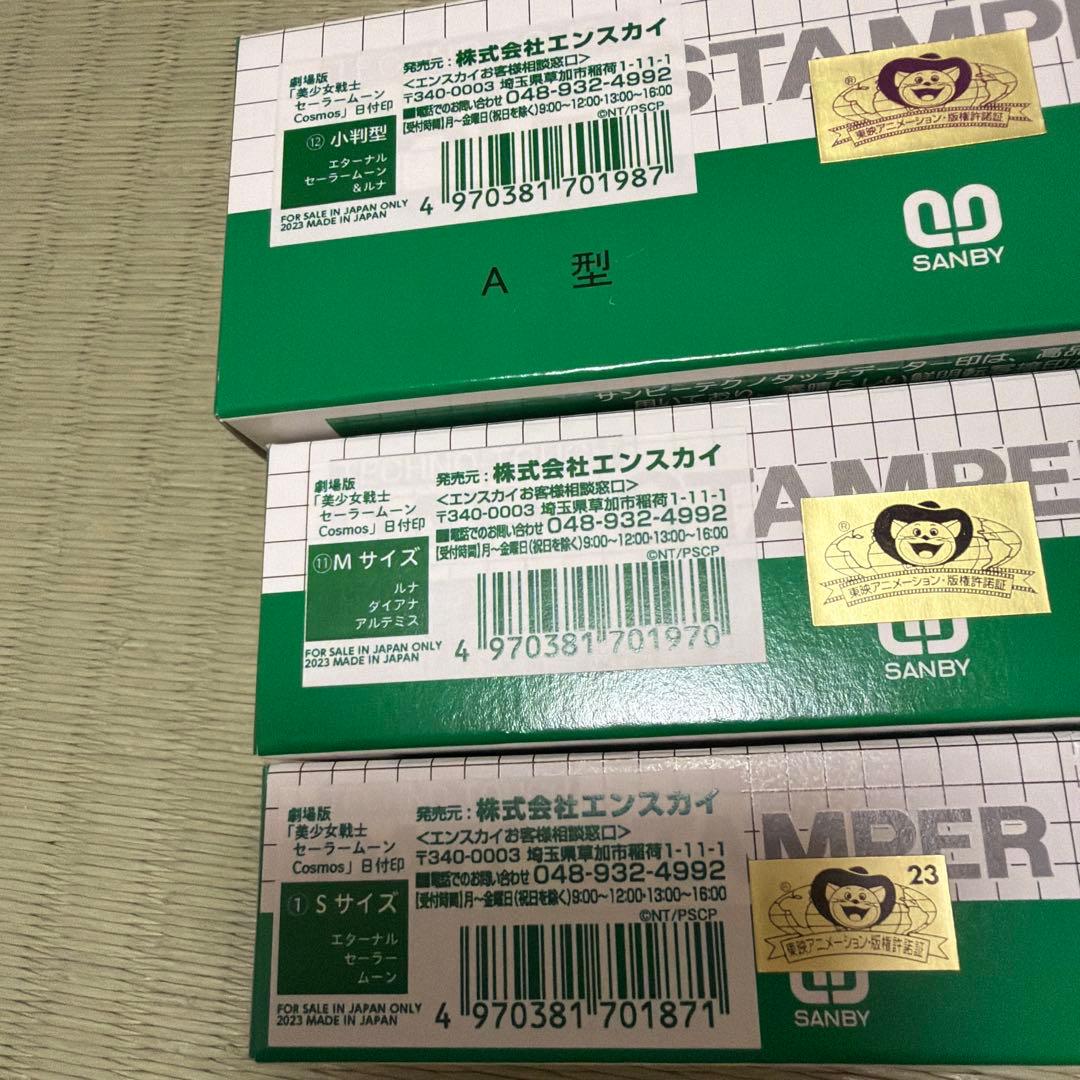 劇場版
「美少女戦士
セーラームーン
Cosmos」日付印
⑫ 小判型
エターナル
セーラームーン
&ルナ
FOR SALE IN JAPAN ONLY
2023 MADE IN JAPAN
発売元：株式会社エンスカイ
<エンスカイお客様相談窓口>
〒340-0003 埼玉県草加市稲荷1-11-1
■電話でのお問い合わせ 048-932-4992
[受付時間]月～金曜日(祝日を除く)9:00～12:00･13:00～16:00
©NT/PSCP
4 970381 701987
STAMP
®
東映アニメーション・版権許諾証
SANBY
A 型
サンビーテクノタッチデーター印は、高品
劇場版
「美少女戦士
セーラームーン
Cosmos」日付印
⑪ Mサイズ
ルナ
ダイアナ
アルテミス
FOR SALE IN JAPAN ONLY
2023 MADE IN JAPAN
発売元：株式会社エンスカイ
<エンスカイお客様相談窓口>
〒340-0003 埼玉県草加市稲荷1-11-1
■電話でのお問い合わせ 048-932-4992
[受付時間]月～金曜日(祝日を除く)9:00～12:00･13:00～16:00
©NT/PSCP
4 970381 701970
TAMPE
®
東映アニメーション・版権許諾証
SANBY
劇場版
「美少女戦士
セーラームーン
Cosmos」日付印
① Sサイズ
エターナル
セーラー
ムーン
FOR SALE IN JAPAN ONLY
2023 MADE IN JAPAN
発売元：株式会社エンスカイ
<エンスカイお客様相談窓口>
〒340-0003 埼玉県草加市稲荷1-11-1
■電話でのお問い合わせ 048-932-4992
[受付時間]月～金曜日(祝日を除く)9:00～12:00･13:00～16:00
©NT/PSCP
4 970381 701871
MPER
23
®
東映アニメーション・版権許諾証
SANBY